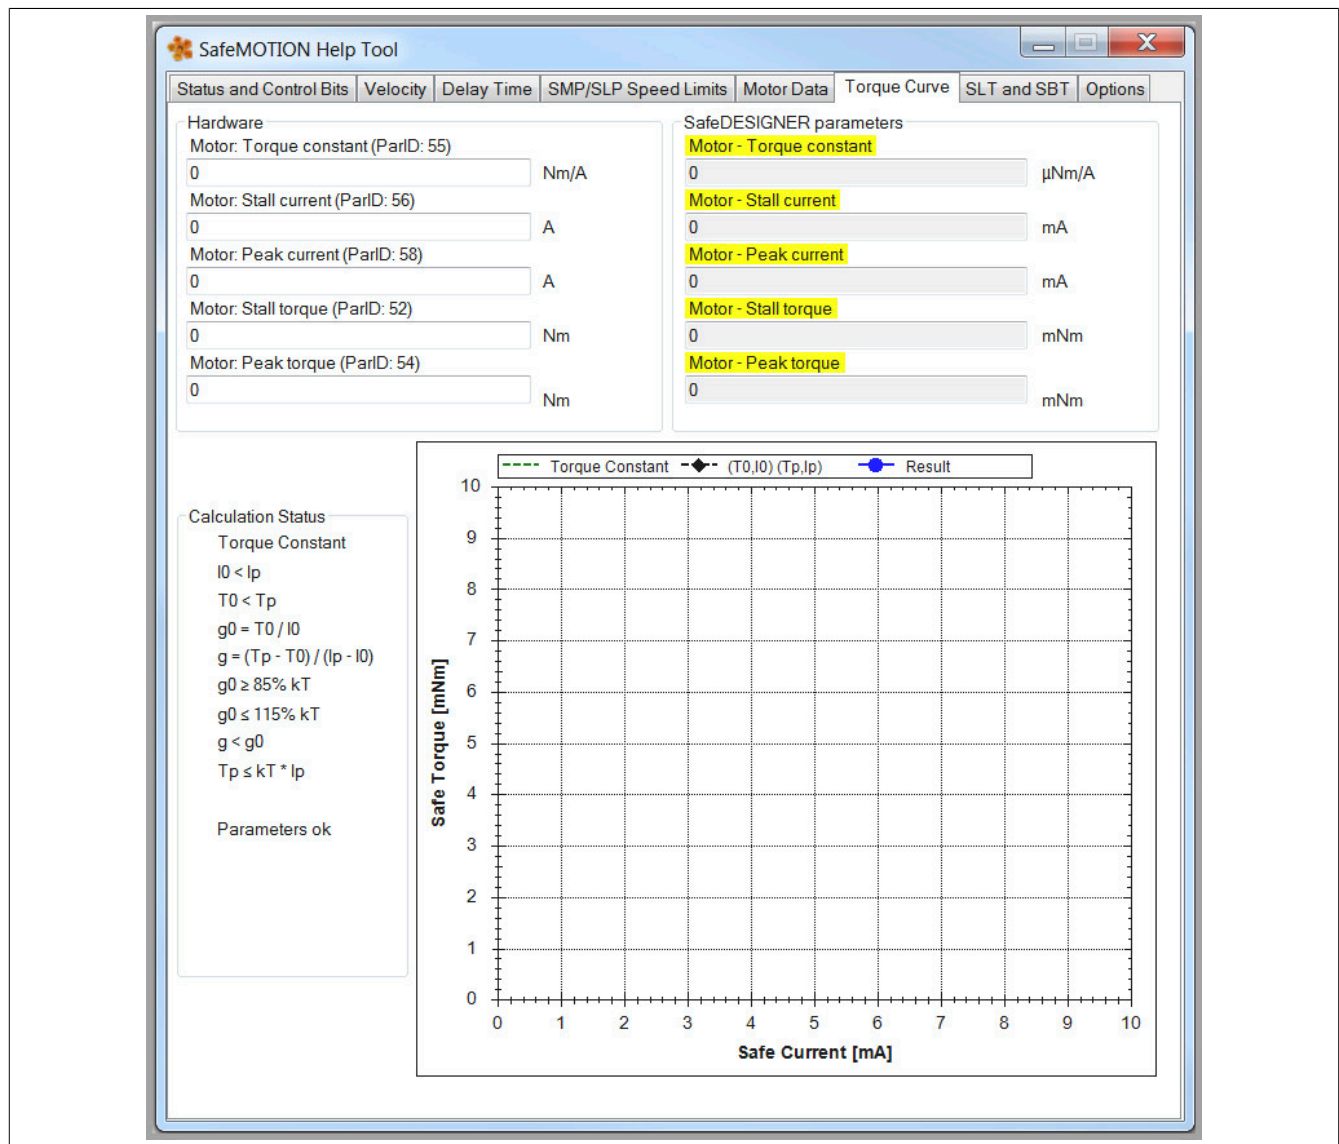 SafeMOTION Help Tool
Status and Control Bits Velocity Delay Time SMP/SLP Speed Limits Motor Data Torque Curve SLT and SBT Options
Hardware
Motor: Torque constant (ParID: 55)
0 Nm/A
Motor: Stall current (ParID: 56)
0 A
Motor: Peak current (ParID: 58)
0 A
Motor: Stall torque (ParID: 52)
0 Nm
Motor: Peak torque (ParID: 54)
0 Nm
SafeDESIGNER parameters
Motor - Torque constant
0 µNm/A
Motor - Stall current
0 mA
Motor - Peak current
0 mA
Motor - Stall torque
0 mNm
Motor - Peak torque
0 mNm
Calculation Status
Torque Constant
I0 < Ip
T0 < Tp
g0 = T0 / I0
g = (Tp - T0) / (Ip - I0)
g0 ≥ 85% kT
g0 ≤ 115% kT
g < g0
Tp ≤ kT * Ip
Parameters ok
Torque Constant (T0,I0) (Tp,Ip) Result
10
9
8
7
6
5
4
3
2
1
0
Safe Torque [mNm]
0 1 2 3 4 5 6 7 8 9 10
Safe Current [mA]